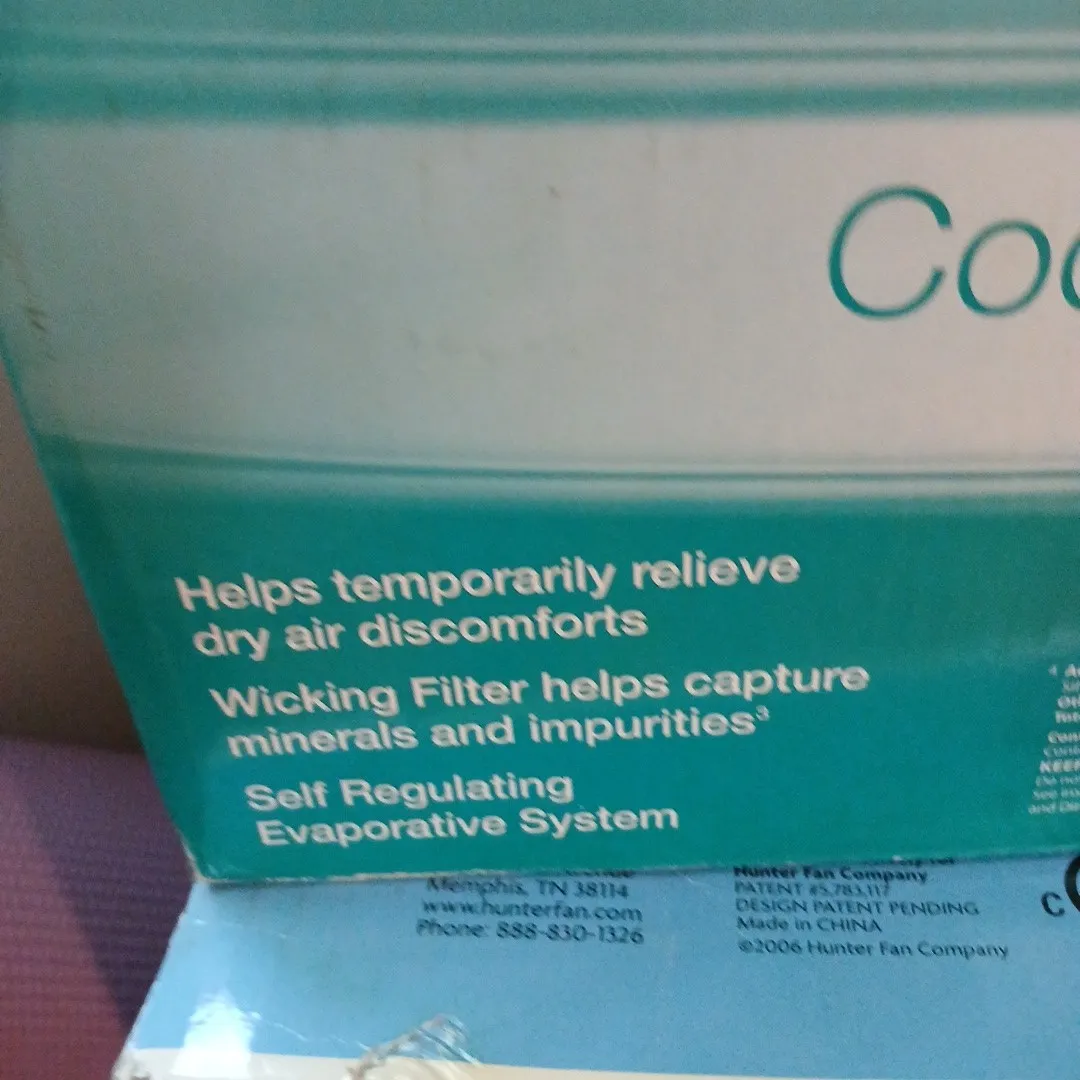 Helps temporarily relieve
dry air discomforts
Wicking Filter helps capture
minerals and impurities³
Self Regulating
Evaporative System
KEEP
and
Memphis, TN 38114
www.hunterfan.com
Phone: 888-830-1326
Hunter Fan Company
PATENT #5,783,117
DESIGN PATENT PENDING
Made in CHINA
©2006 Hunter Fan Company
C